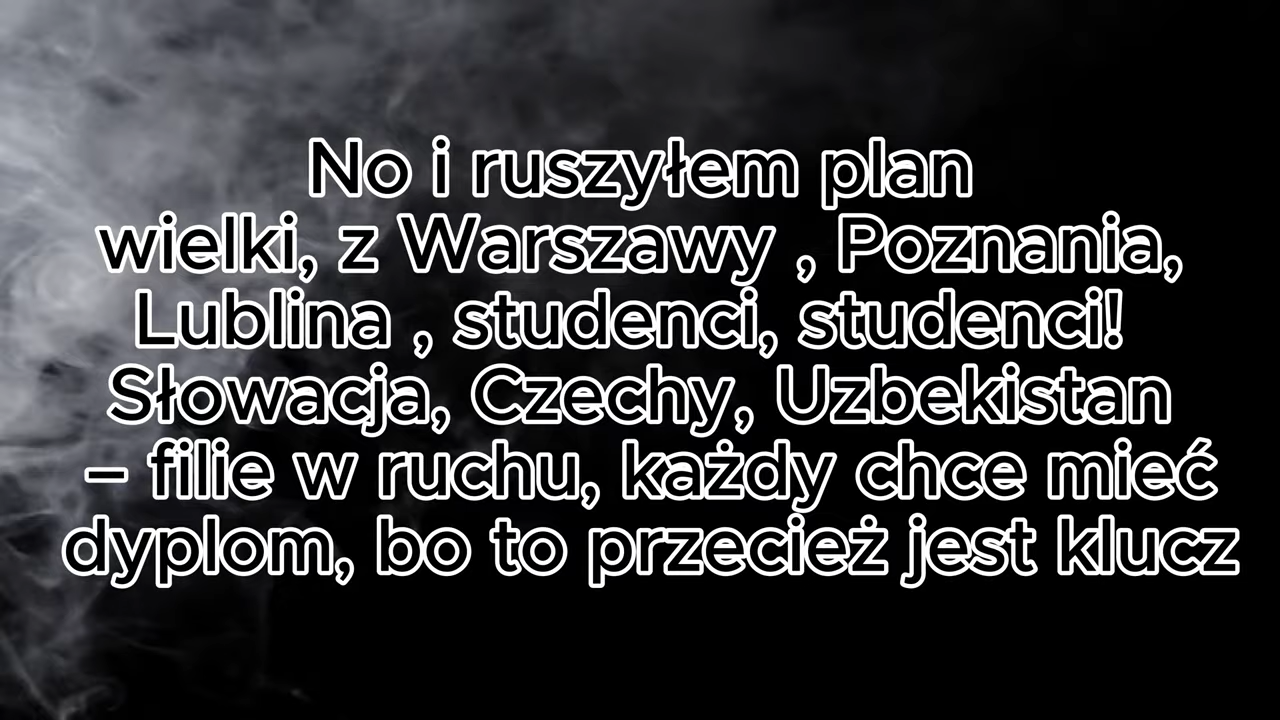 No i ruszyłem plan
wielki, z Warszawy , Poznania,
Lublina , studenci, studenci!
Słowacja, Czechy, Uzbekistan
– filie w ruchu, każdy chce mieć
dyplom, bo to przecież jest klucz